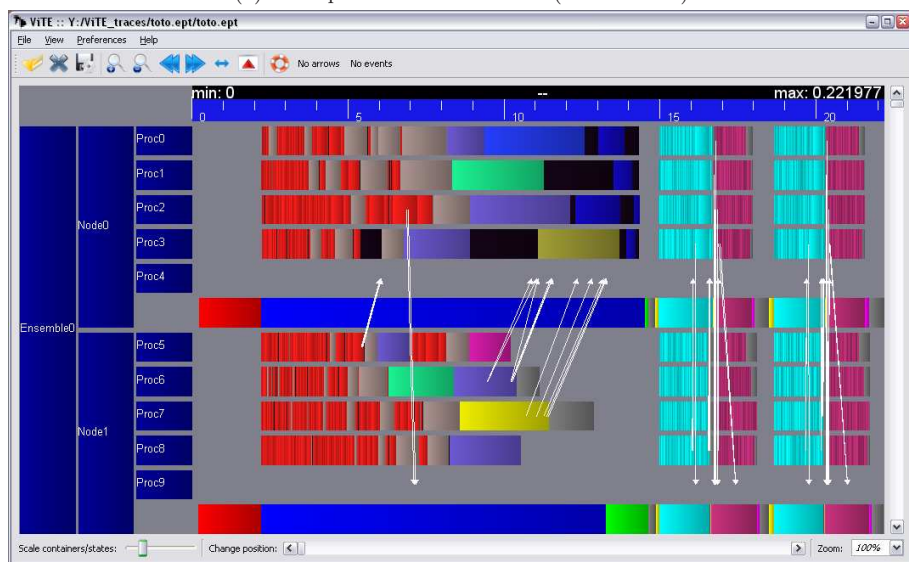 ViTE :: Y:/ViTE_traces/toto.ept/toto.ept
File View Preferences Help
No arrows No events
min: 0 -- max: 0.221977
0 5 10 15 20
Proc0
Proc1
Proc2
Node0
Proc3
Proc4
Ensemble0
Proc5
Proc6
Proc7
Node1
Proc8
Proc9
Scale containers/states: Change position: Zoom: 100%